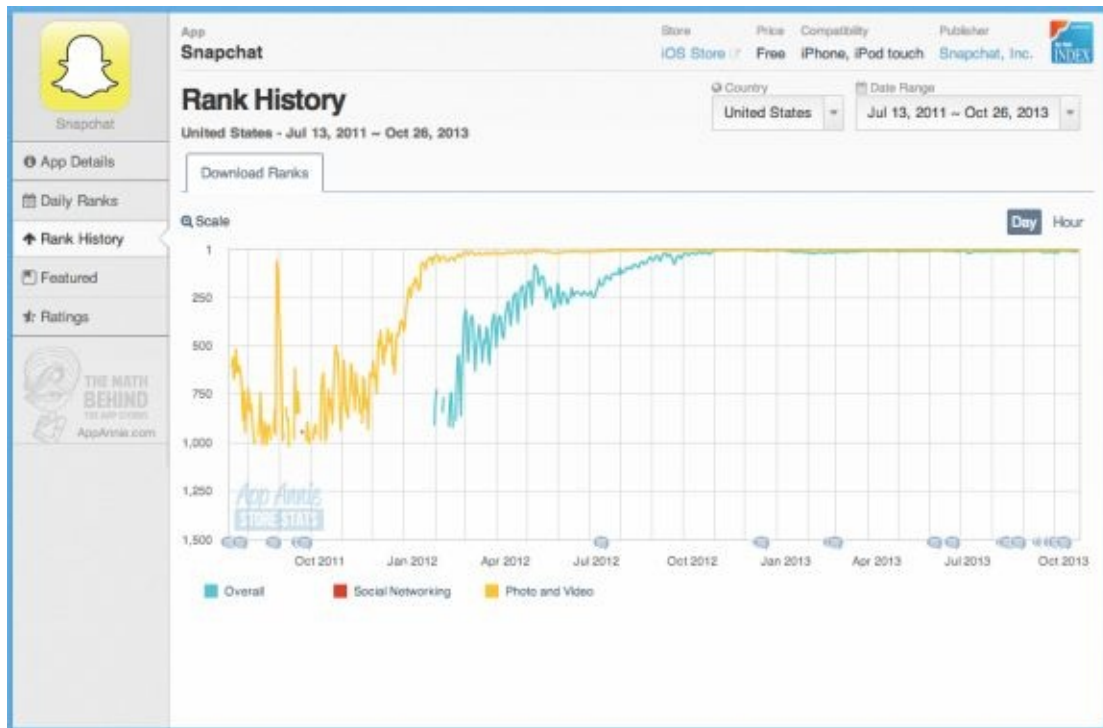 App
Snapchat
Store
iOS Store
Price
Free
Compatibility
iPhone, iPod touch
Publisher
Snapchat, Inc.
INDEX
Snapchat
Rank History
United States - Jul 13, 2011 ~ Oct 26, 2013
Country
United States
Date Range
Jul 13, 2011 ~ Oct 26, 2013
App Details
Daily Ranks
Rank History
Featured
Ratings
THE MATH
BEHIND
THE APP STORES
AppAnnie.com
Download Ranks
Scale
Day Hour
1
250
500
750
1,000
1,250
1,500
App Annie
STORE STATS
Oct 2011 Jan 2012 Apr 2012 Jul 2012 Oct 2012 Jan 2013 Apr 2013 Jul 2013 Oct 2013
Overall Social Networking Photo and Video